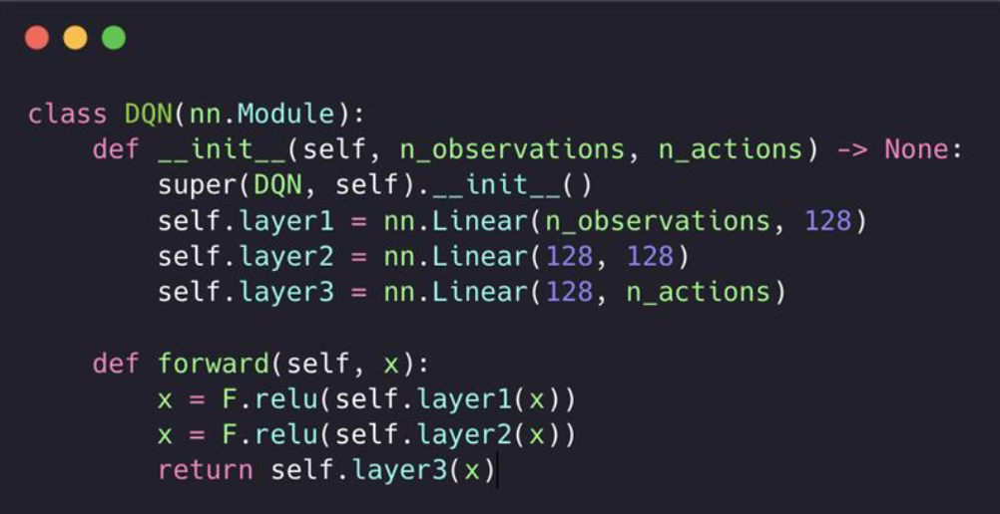 class DQN(nn.Module):
    def __init__(self, n_observations, n_actions) -> None:
        super(DQN, self).__init__()
        self.layer1 = nn.Linear(n_observations, 128)
        self.layer2 = nn.Linear(128, 128)
        self.layer3 = nn.Linear(128, n_actions)

    def forward(self, x):
        x = F.relu(self.layer1(x))
        x = F.relu(self.layer2(x))
        return self.layer3(x)